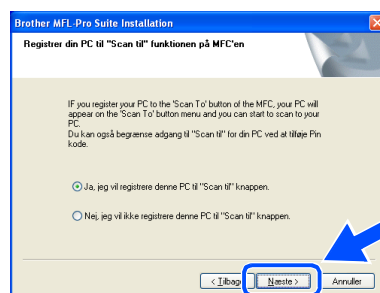 Brother MFL-Pro Suite Installation
Registrer din PC til "Scan til" funktionen på MFC'en
IF you register your PC to the 'Scan To' button of the MFC, your PC will
appear on the 'Scan To' button menu and you can start to scan to your
PC.
Du kan også begrænse adgang til "Scan til" for din PC ved at tilføje Pin
kode.
Ja, jeg vil registrere denne PC til "Scan til" knappen.
Nej, jeg vil ikke registrere denne PC til "Scan til" knappen.
< Tilbage
Næste >
Annuller